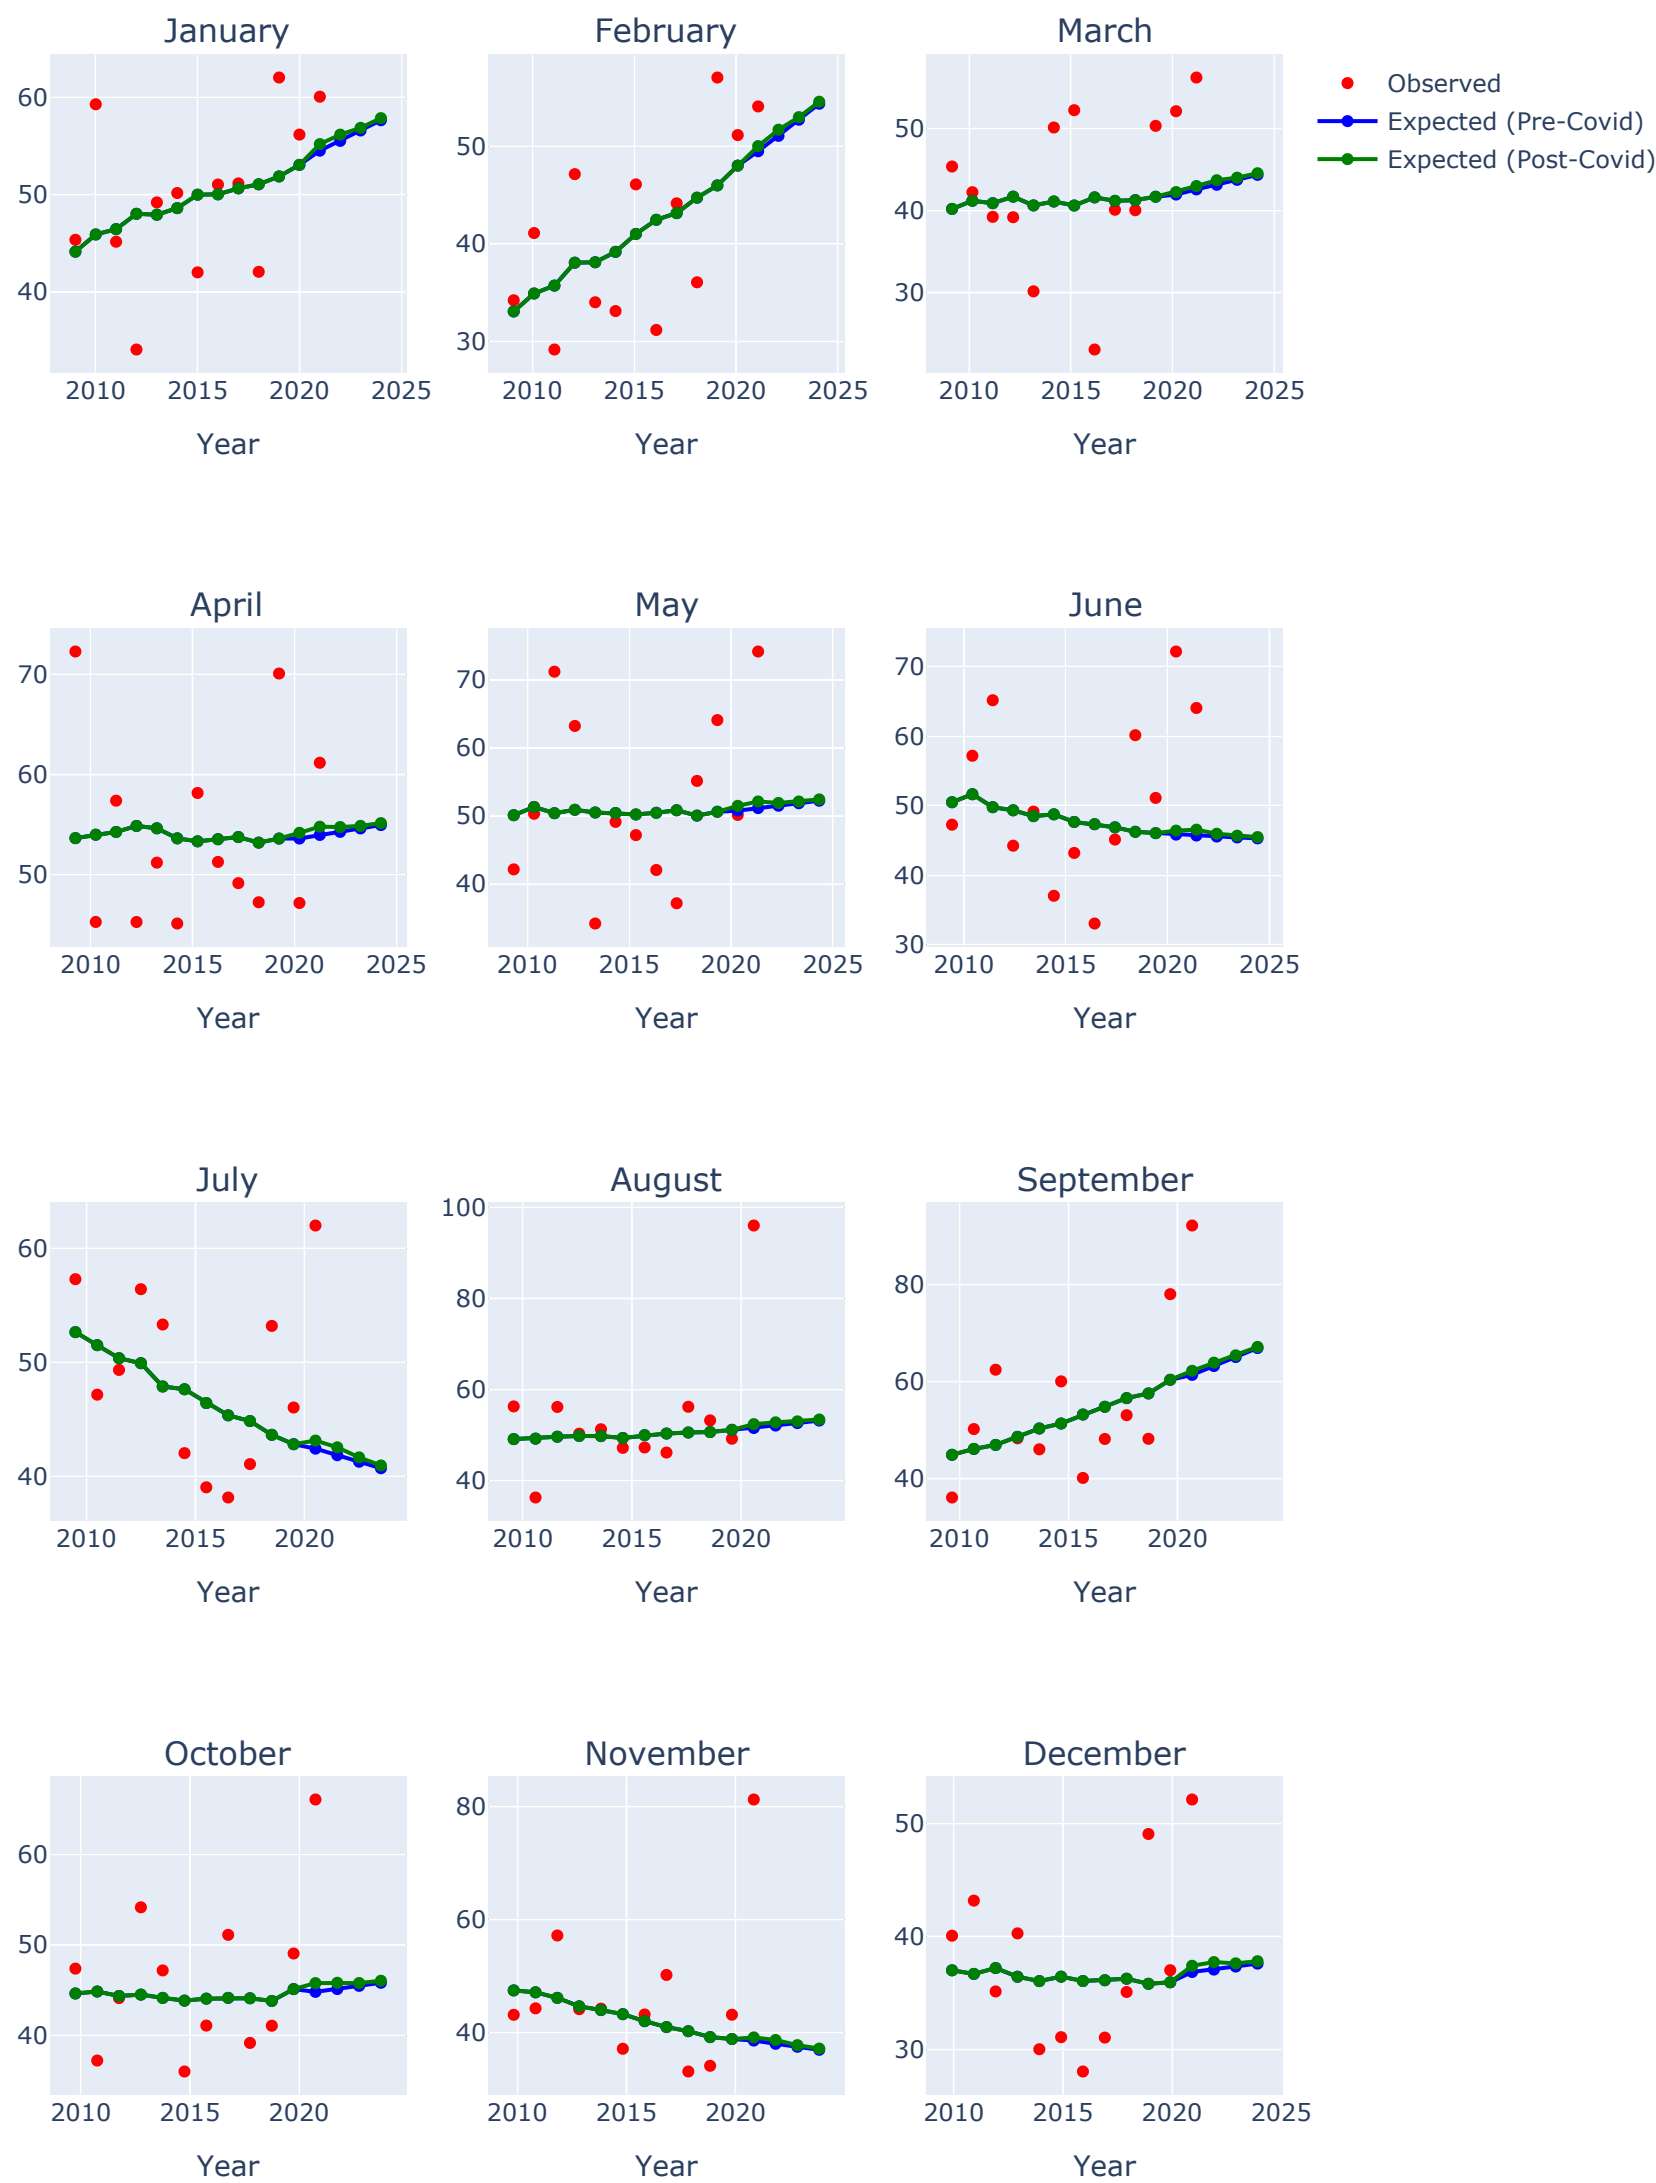 January February March
60
50
40
2010 2015 2020 2025
Year
50
40
30
2010 2015 2020 2025
Year
50
40
30
2010 2015 2020 2025
Year
Observed
Expected (Pre-Covid)
Expected (Post-Covid)
April May June
70
60
50
2010 2015 2020 2025
Year
70
60
50
40
2010 2015 2020 2025
Year
70
60
50
40
30
2010 2015 2020 2025
Year
July August September
60
50
40
2010 2015 2020
Year
100
80
60
40
2010 2015 2020
Year
80
60
40
2010 2015 2020
Year
October November December
60
50
40
2010 2015 2020
Year
80
60
40
2010 2015 2020
Year
50
40
30
2010 2015 2020 2025
Year